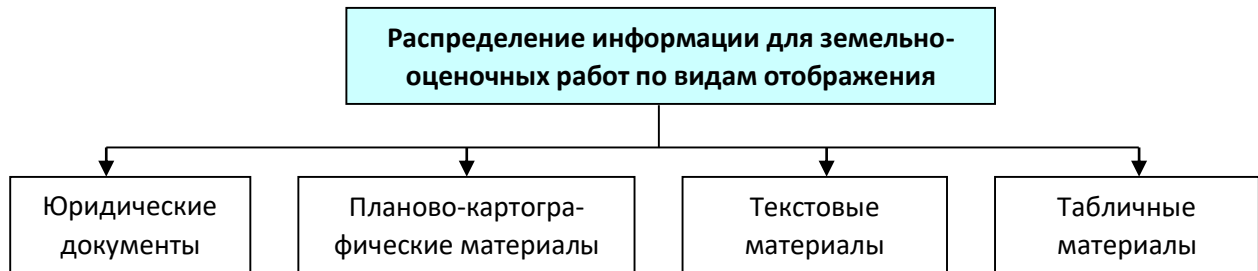 Распределение информации для земельно-
оценочных работ по видам отображения
Юридические
документы
Планово-картогра-
фические материалы
Текстовые
материалы
Табличные
материалы